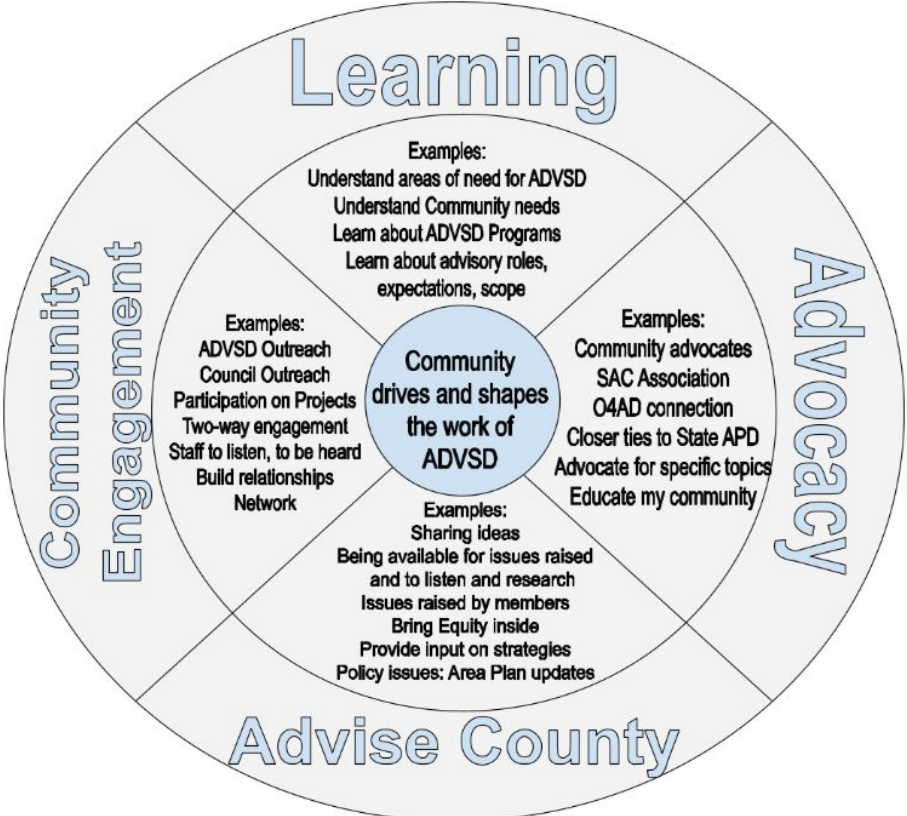 Learning
Examples:
Understand areas of need for ADVSD
Understand Community needs
Learn about ADVSD Programs
Learn about advisory roles,
expectations, scope
Community
Engagement
Examples:
ADVSD Outreach
Council Outreach
Participation on Projects
Two-way engagement
Staff to listen, to be heard
Build relationships
Network
Community
drives and shapes
the work of
ADVSD
Examples:
Community advocates
SAC Association
O4AD connection
Closer ties to State APD
Advocate for specific topics
Educate my community
Advocacy
Examples:
Sharing ideas
Being available for issues raised
and to listen and research
Issues raised by members
Bring Equity inside
Provide input on strategies
Policy issues: Area Plan updates
Advise County